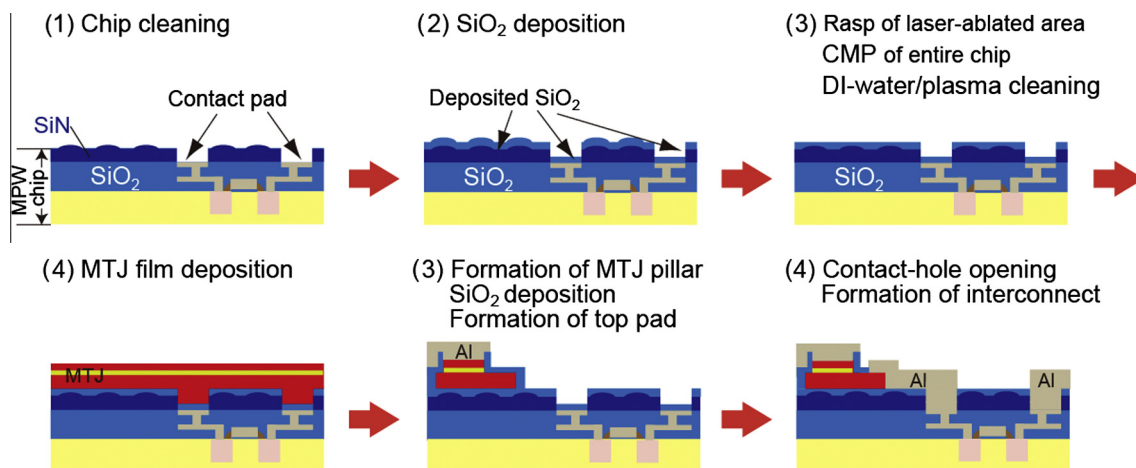 (1) Chip cleaning
(2) SiO₂ deposition
(3) Rasp of laser-ablated area
CMP of entire chip
DI-water/plasma cleaning
Contact pad
SiN
MPW chip
SiO₂
Deposited SiO₂
SiO₂
SiO₂
(4) MTJ film deposition
(3) Formation of MTJ pillar
SiO₂ deposition
Formation of top pad
(4) Contact-hole opening
Formation of interconnect
MTJ
Al
Al
Al